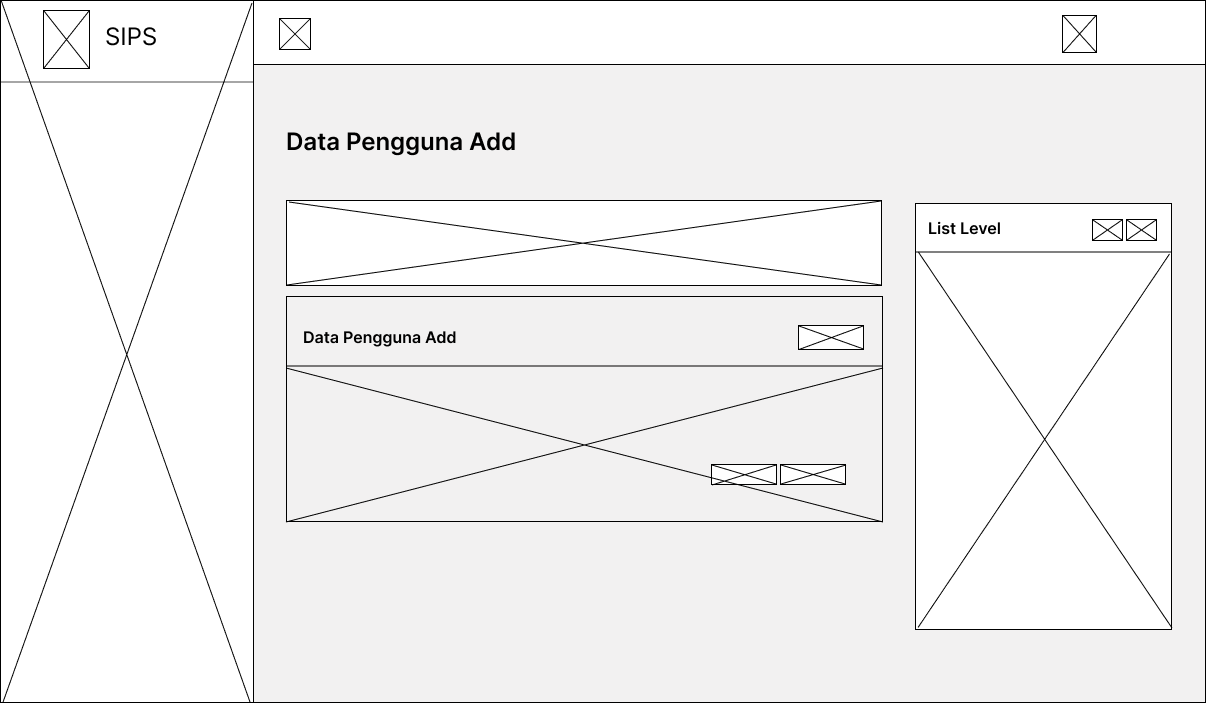 SIPS
Data Pengguna Add
List Level
Data Pengguna Add